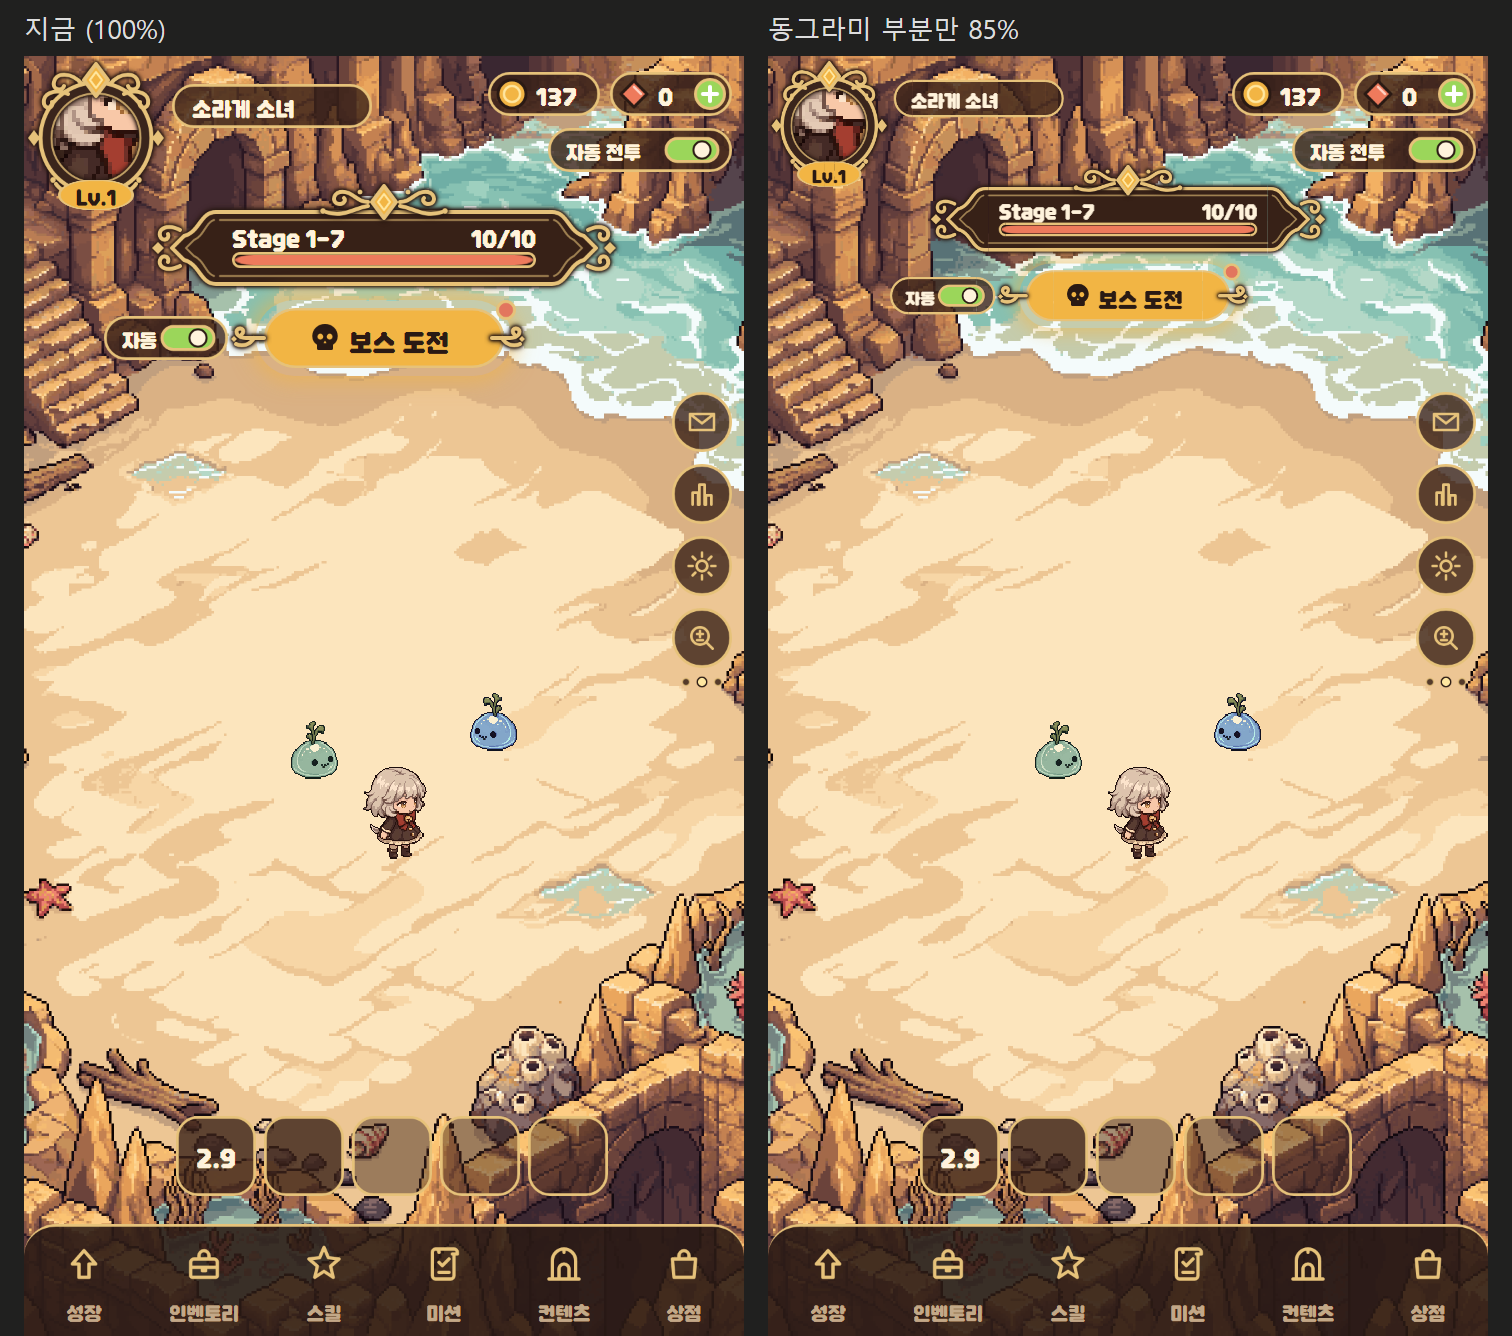 지금 (100%)
소라게 소녀
137
0
자동 전투
Lv.1
Stage 1-7
10/10
자동
보스 도전
2.9
성장
인벤토리
스킬
미션
컨텐츠
상점
동그라미 부분만 85%
소라게 소녀
137
0
자동 전투
Lv.1
Stage 1-7
10/10
자동
보스 도전
2.9
성장
인벤토리
스킬
미션
컨텐츠
상점